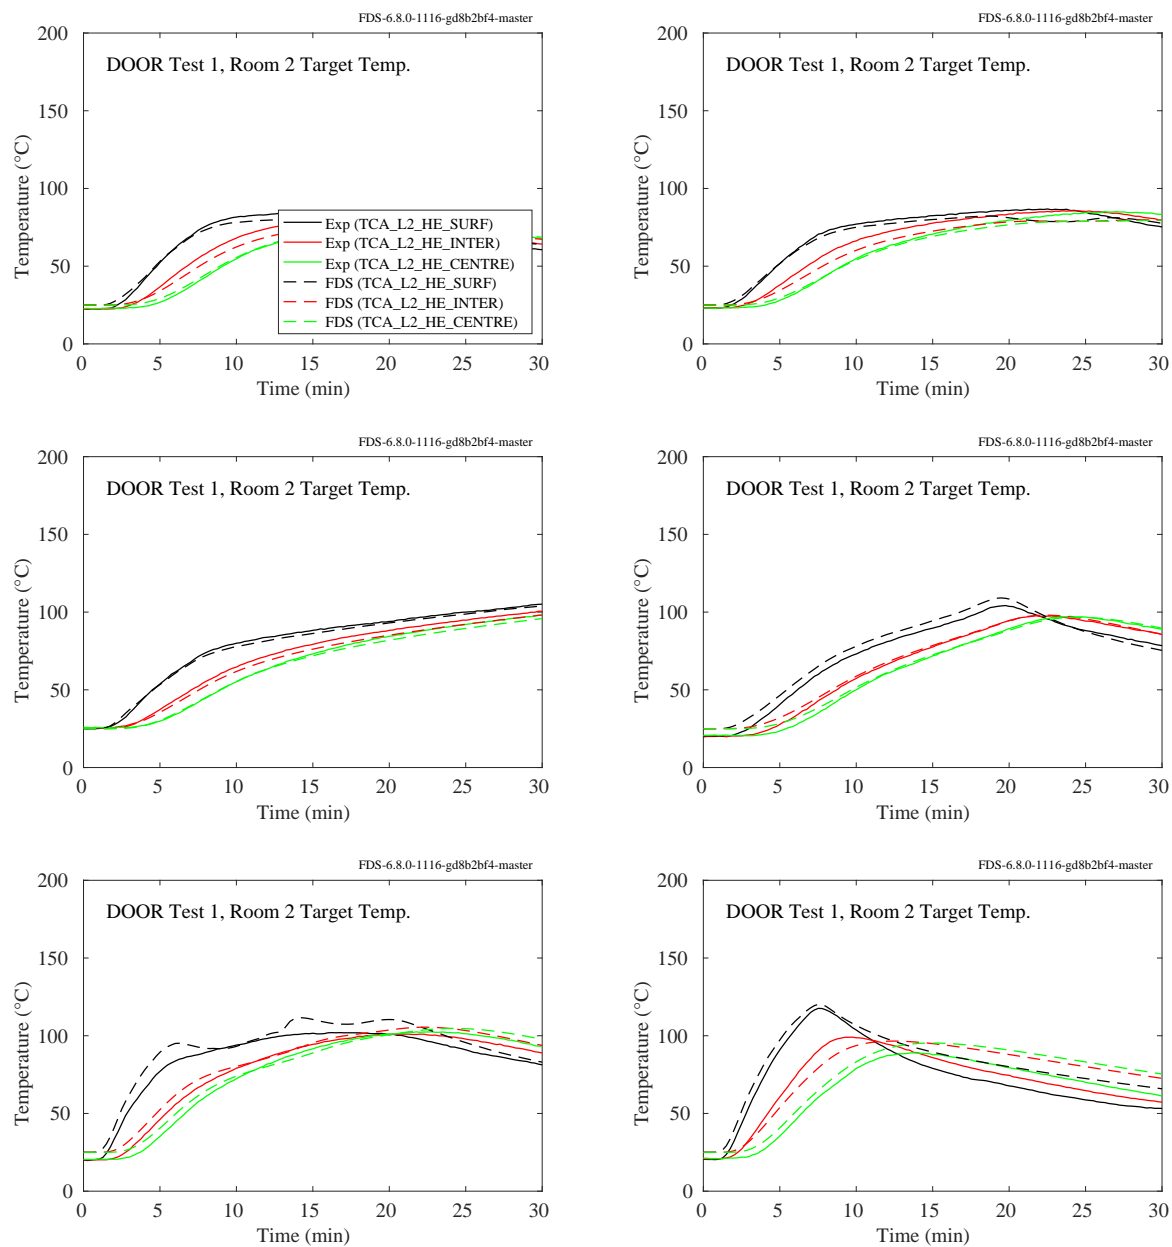 FDS-6.8.0-1116-gd8b2bf4-master
DOOR Test 1, Room 2 Target Temp.
Temperature (°C)
200
150
100
50
0
Exp (TCA_L2_HE_SURF)
Exp (TCA_L2_HE_INTER)
Exp (TCA_L2_HE_CENTRE)
FDS (TCA_L2_HE_SURF)
FDS (TCA_L2_HE_INTER)
FDS (TCA_L2_HE_CENTRE)
0 5 10 15 20 25 30
Time (min)
FDS-6.8.0-1116-gd8b2bf4-master
DOOR Test 1, Room 2 Target Temp.
Temperature (°C)
200
150
100
50
0
0 5 10 15 20 25 30
Time (min)
FDS-6.8.0-1116-gd8b2bf4-master
DOOR Test 1, Room 2 Target Temp.
Temperature (°C)
200
150
100
50
0
0 5 10 15 20 25 30
Time (min)
FDS-6.8.0-1116-gd8b2bf4-master
DOOR Test 1, Room 2 Target Temp.
Temperature (°C)
200
150
100
50
0
0 5 10 15 20 25 30
Time (min)
FDS-6.8.0-1116-gd8b2bf4-master
DOOR Test 1, Room 2 Target Temp.
Temperature (°C)
200
150
100
50
0
0 5 10 15 20 25 30
Time (min)
FDS-6.8.0-1116-gd8b2bf4-master
DOOR Test 1, Room 2 Target Temp.
Temperature (°C)
200
150
100
50
0
0 5 10 15 20 25 30
Time (min)